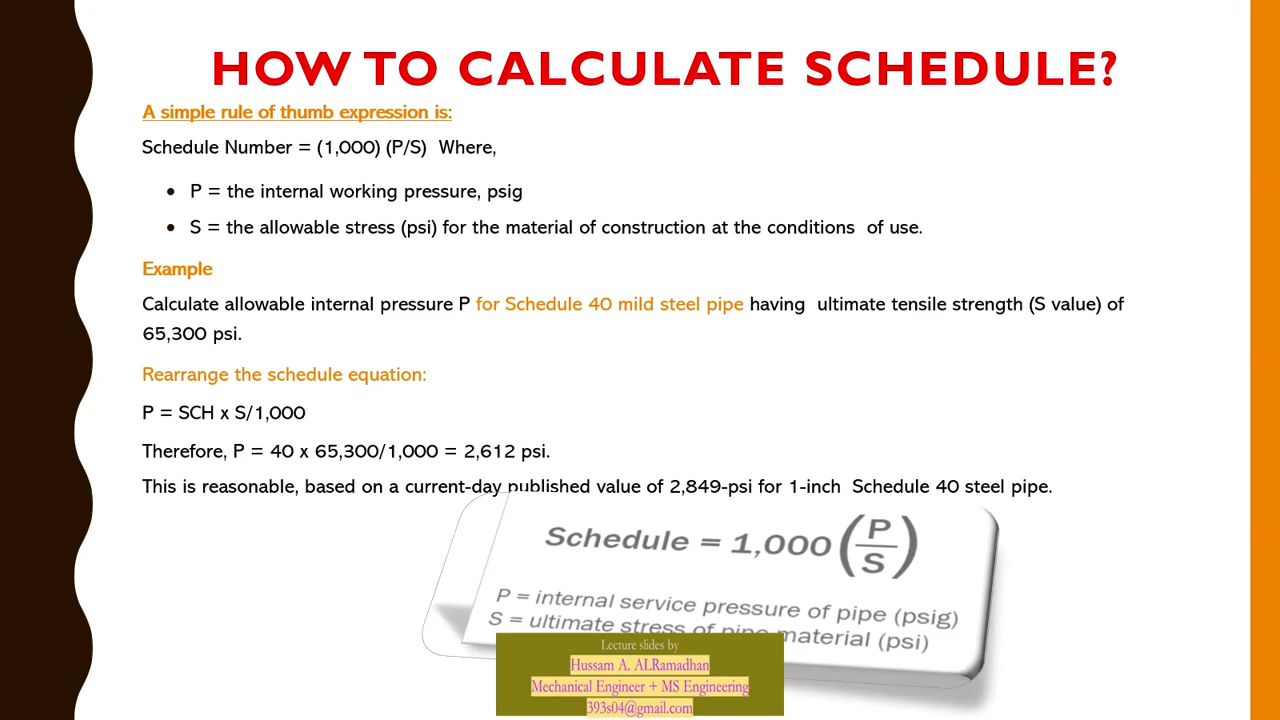 HOW TO CALCULATE SCHEDULE?
A simple rule of thumb expression is:
Schedule Number = (1,000) (P/S) Where,
• P = the internal working pressure, psig
• S = the allowable stress (psi) for the material of construction at the conditions of use.
Example
Calculate allowable internal pressure P for Schedule 40 mild steel pipe having ultimate tensile strength (S value) of
65,300 psi.
Rearrange the schedule equation:
P = SCH x S/1,000
Therefore, P = 40 x 65,300/1,000 = 2,612 psi.
This is reasonable, based on a current-day published value of 2,849-psi for 1-inch Schedule 40 steel pipe.
Schedule = 1,000 (P/S)
P = internal service pressure of pipe (psig)
S = ultimate stress of pipe material (psi)
Lecture slides by
Hussam A. ALRamadhan
Mechanical Engineer + MS Engineering
393s04@gmail.com